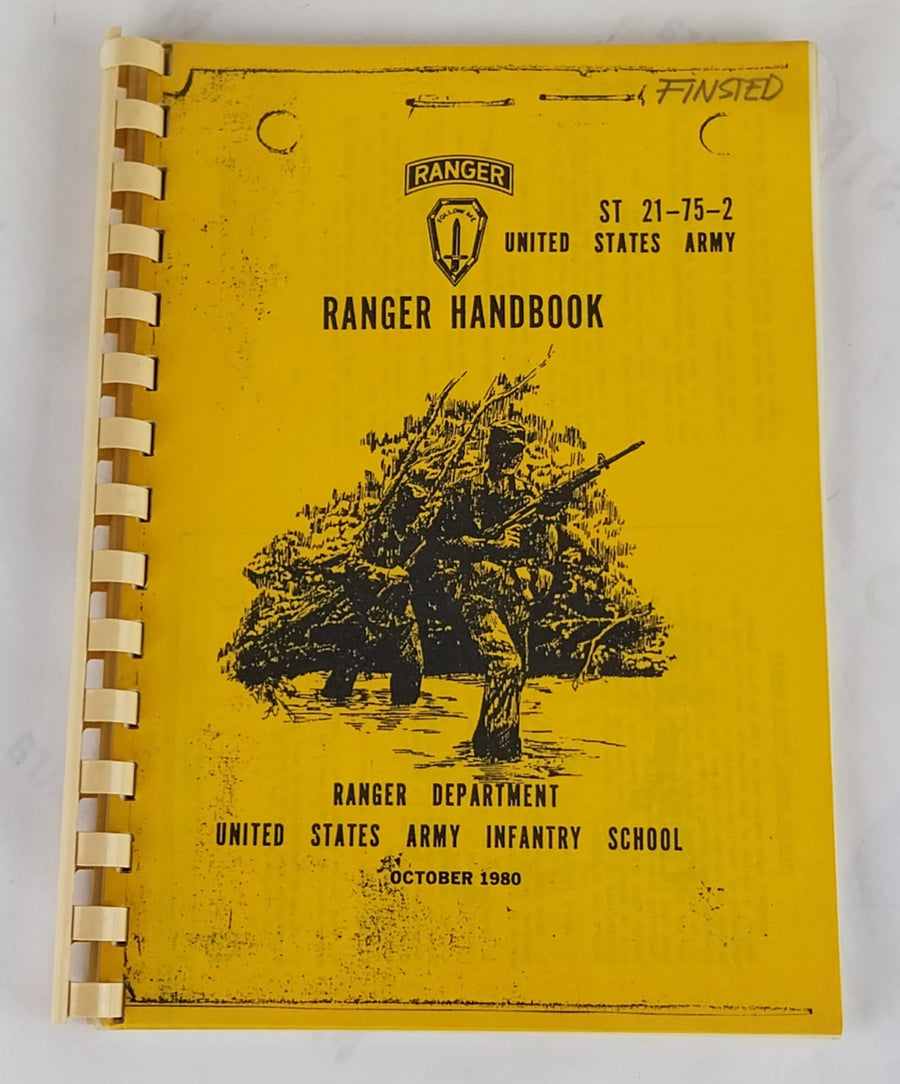 FINSTED
RANGER
FOLLOW ME
ST 21-75-2
UNITED STATES ARMY
RANGER HANDBOOK
RANGER DEPARTMENT
UNITED STATES ARMY INFANTRY SCHOOL
OCTOBER 1980